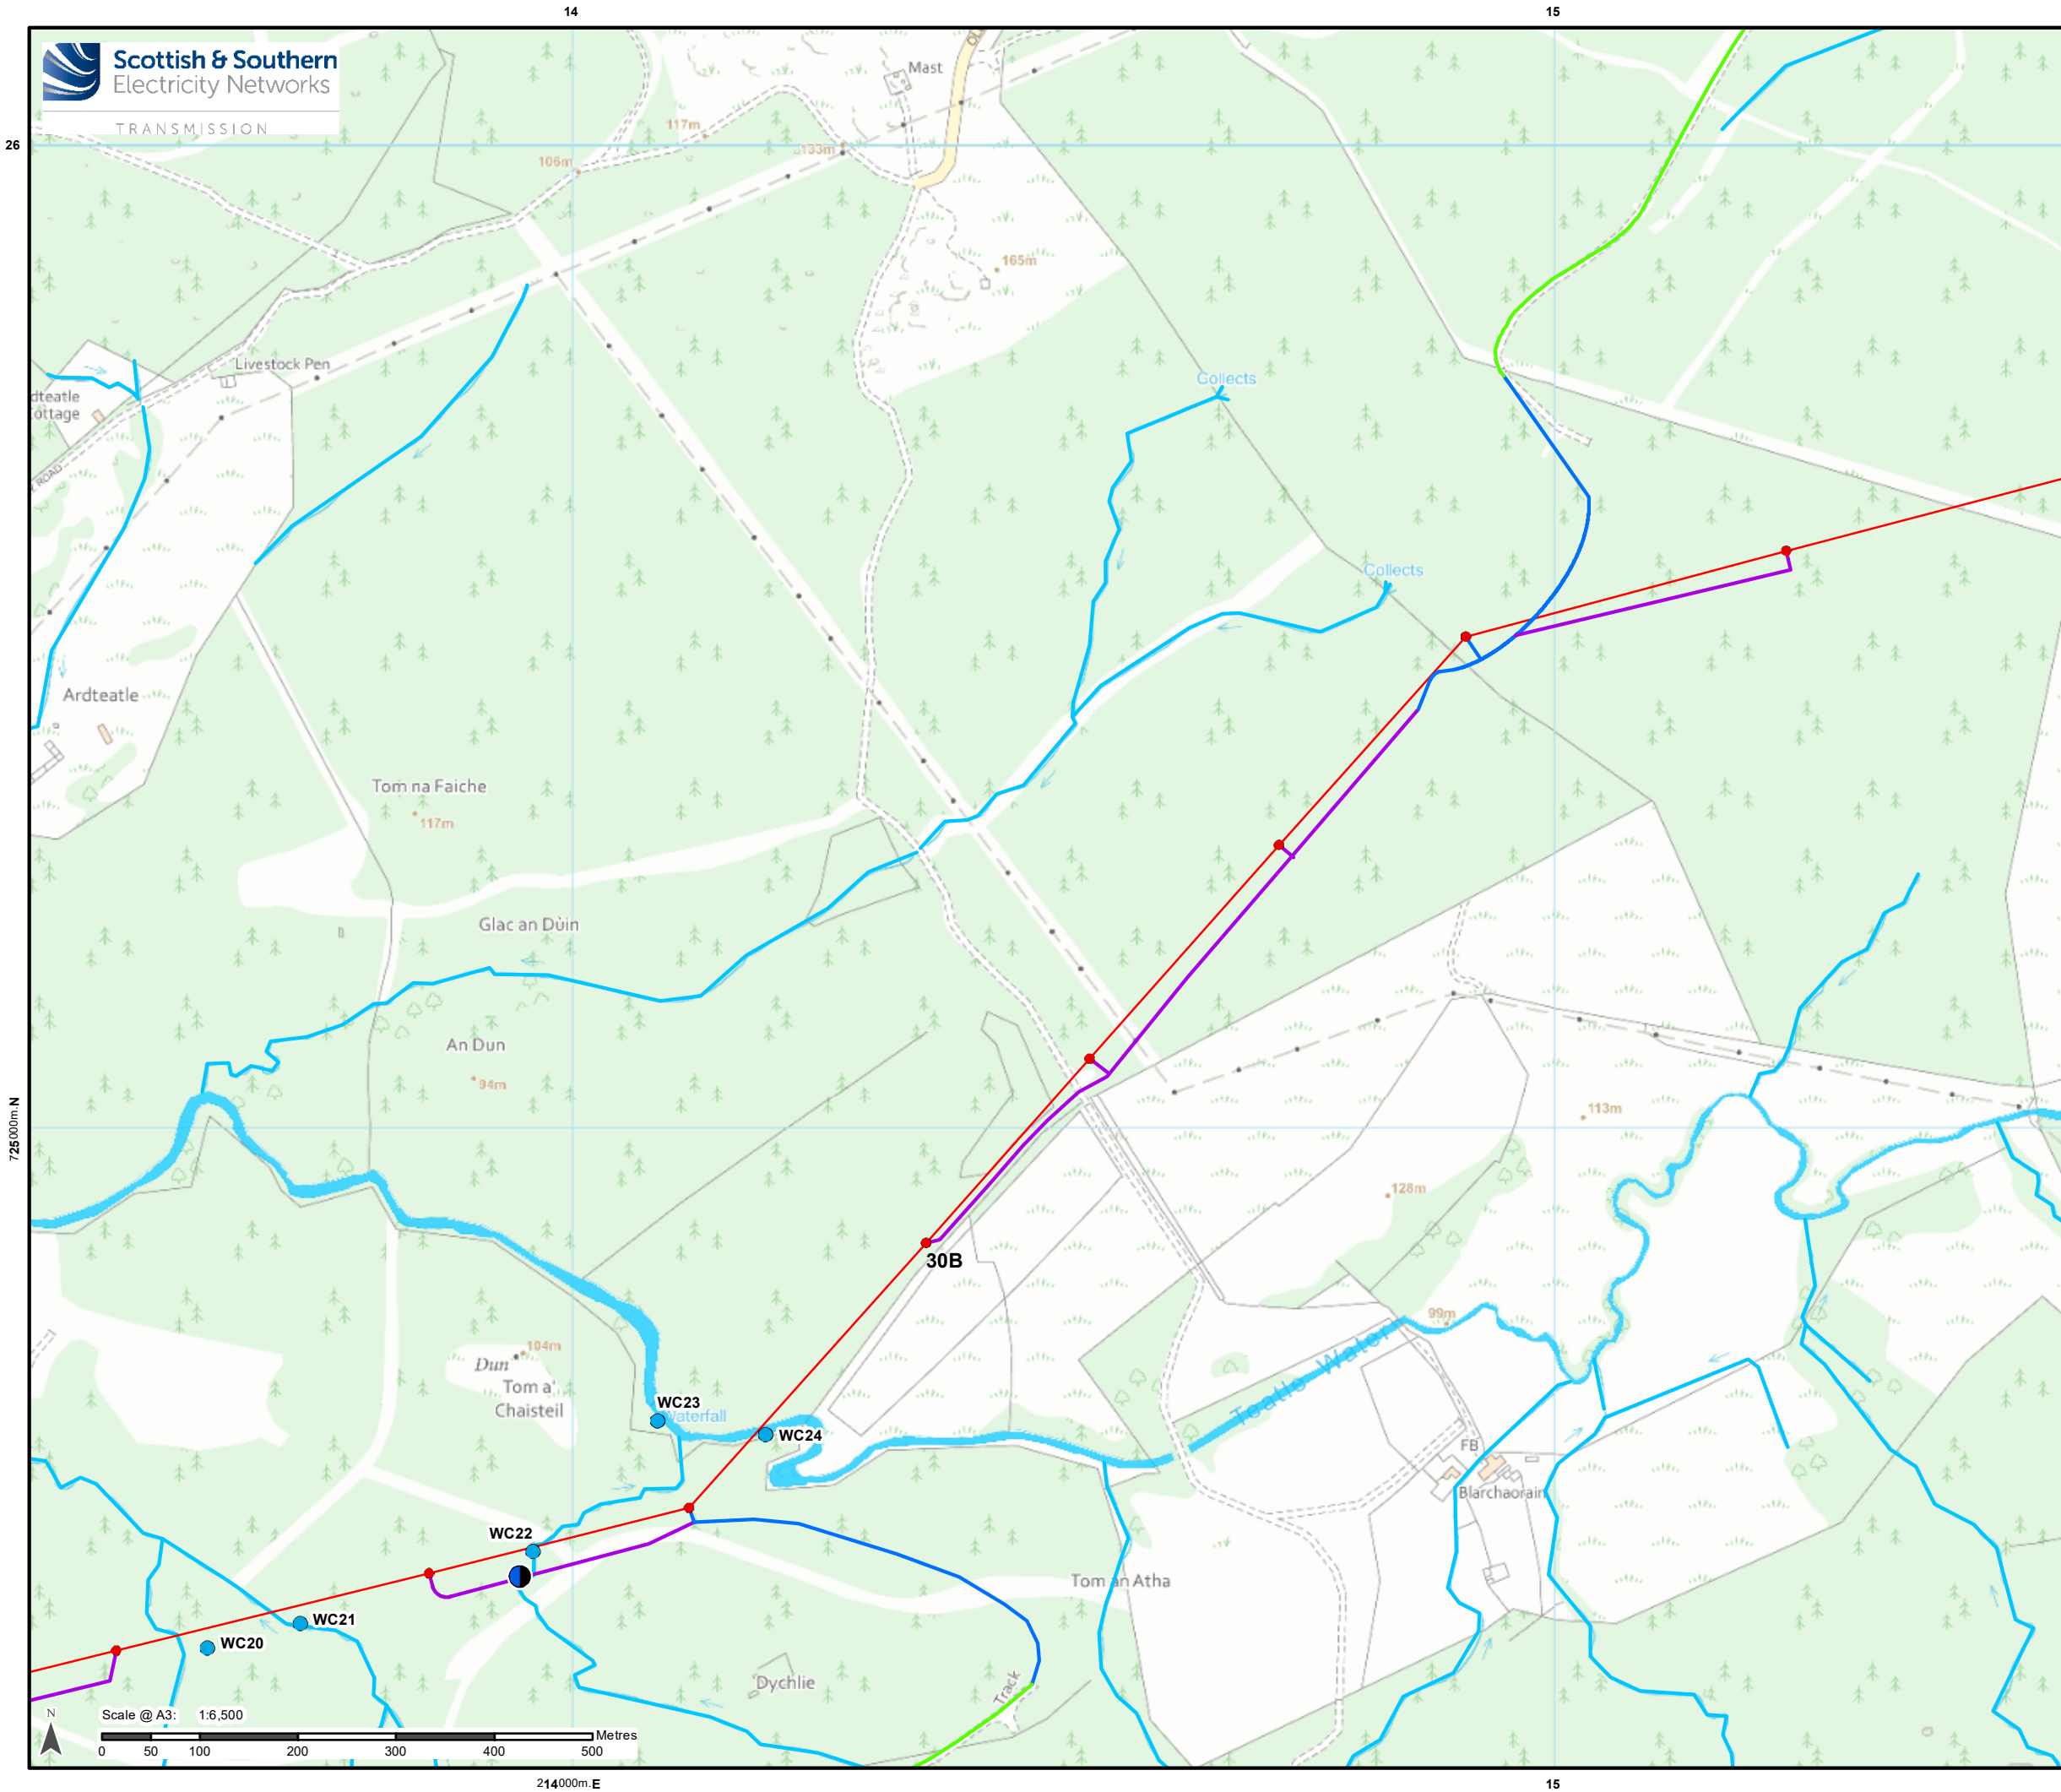 14
15
Scottish & Southern
Electricity Networks
TRANSMISSION
Mast
117m
26
133m
106m
165m
Livestock Pen
Collects
dteatle
ottage
ROAD
Collects
Ardteatle
Tom na Faiche
117m
Glac an Dùin
An Dun
94m
113m
725000m.N
128m
30B
99m
Teatle Water
Dun
104m
Tom a'
Chaisteil
WC23
Waterfall
WC24
FB
Blarchaorain
WC22
Tom an Atha
WC21
WC20
Dychlie
Track
N
Scale @ A3: 1:6,500
Metres
0 50 100 200 300 400 500
214000m.E
15